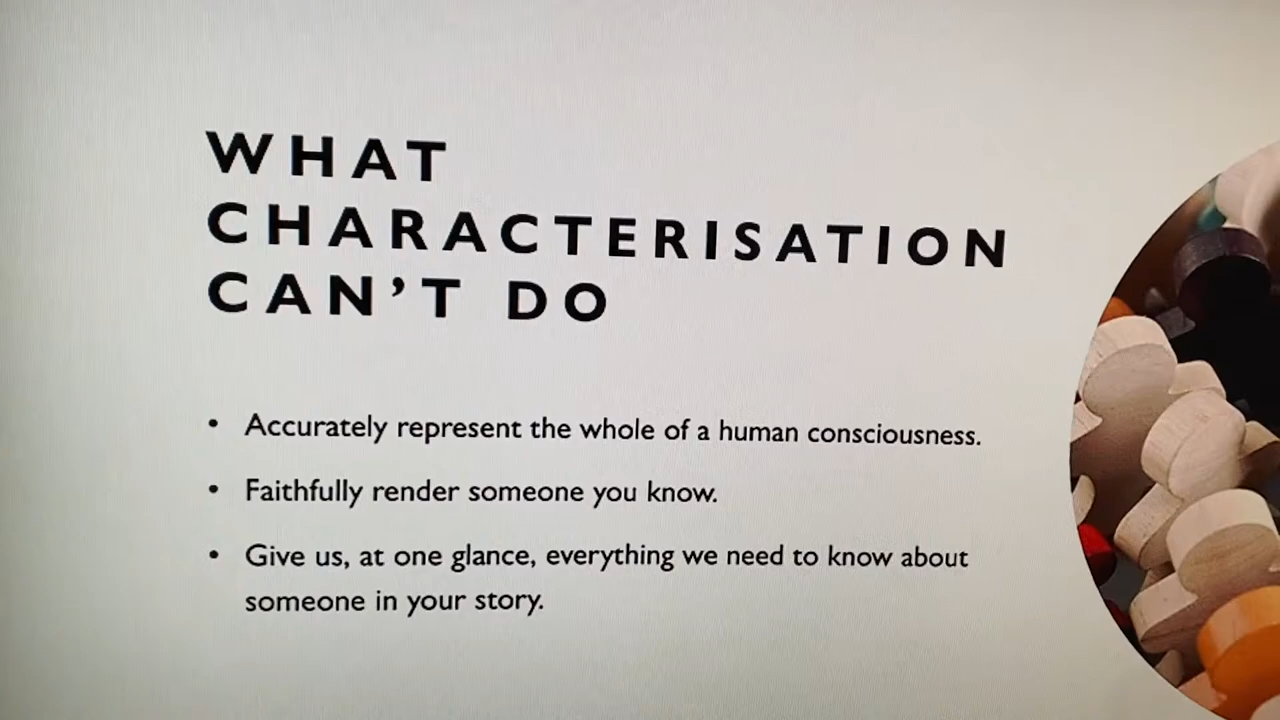 WHAT
CHARACTERISATION
CAN’T DO
• Accurately represent the whole of a human consciousness.
• Faithfully render someone you know.
• Give us, at one glance, everything we need to know about
someone in your story.